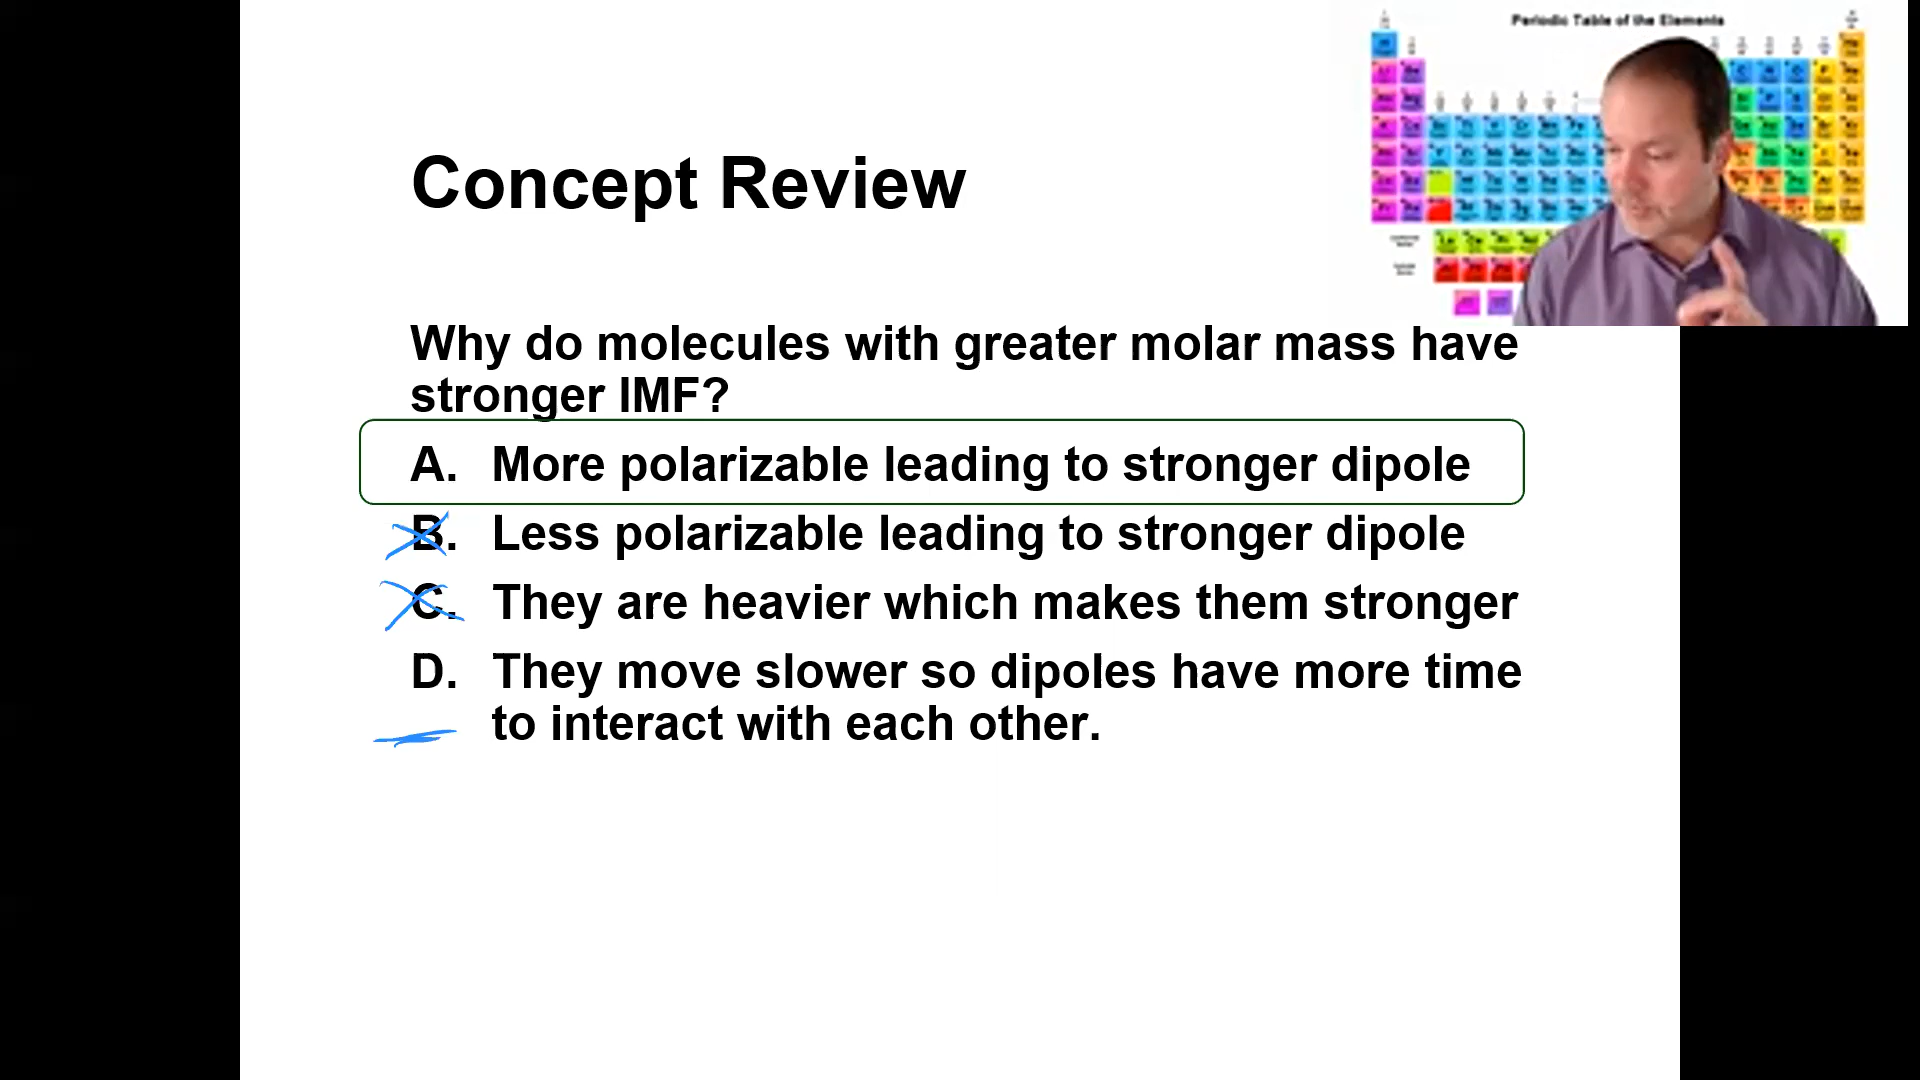 Periodic Table of the Elements
Concept Review
Why do molecules with greater molar mass have
stronger IMF?
A. More polarizable leading to stronger dipole
B. Less polarizable leading to stronger dipole
C. They are heavier which makes them stronger
D. They move slower so dipoles have more time
to interact with each other.